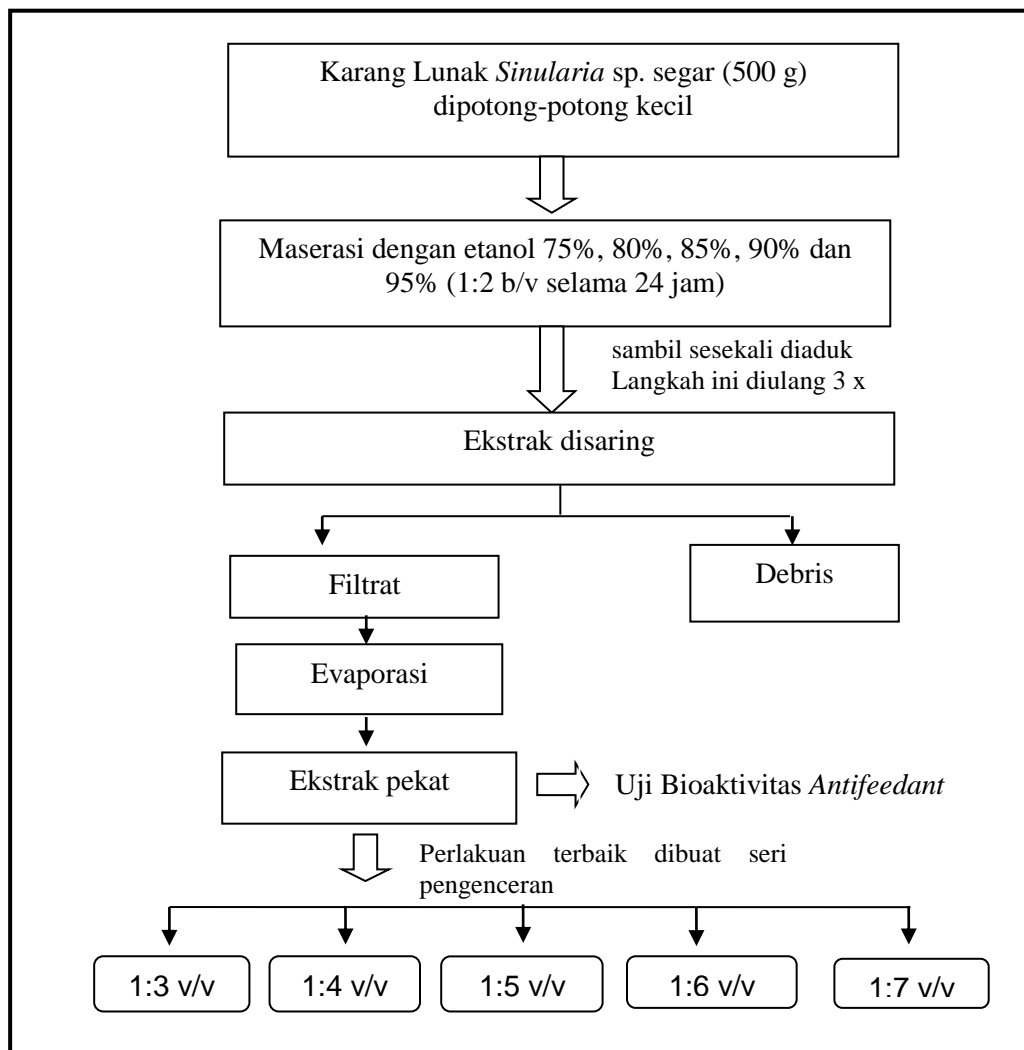 Karang Lunak Sinularia sp. segar (500 g)
dipotong-potong kecil
Maserasi dengan etanol 75%, 80%, 85%, 90% dan
95% (1:2 b/v selama 24 jam)
sambil sesekali diaduk
Langkah ini diulang 3 x
Ekstrak disaring
Filtrat
Debris
Evaporasi
Ekstrak pekat
Uji Bioaktivitas Antifeedant
Perlakuan terbaik dibuat seri
pengenceran
1:3 v/v
1:4 v/v
1:5 v/v
1:6 v/v
1:7 v/v